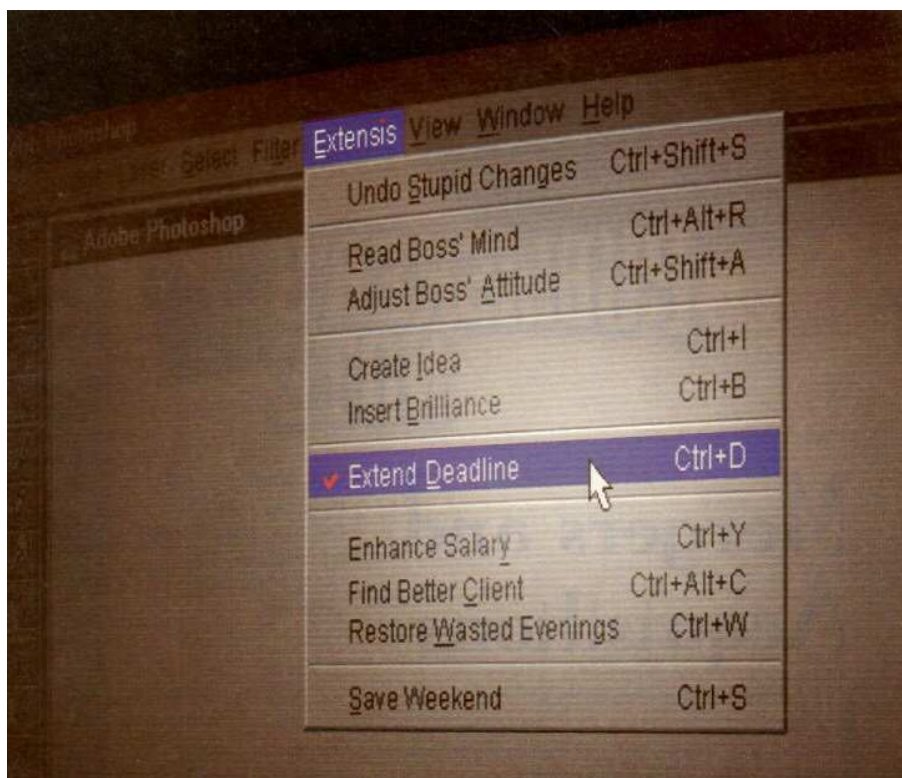 Select Filter Extensis View Window Help
Adobe Photoshop
Undo Stupid Changes Ctrl+Shift+S
Read Boss' Mind Ctrl+Alt+R
Adjust Boss' Attitude Ctrl+Shift+A
Create Idea Ctrl+I
Insert Brilliance Ctrl+B
Extend Deadline Ctrl+D
Enhance Salary Ctrl+Y
Find Better Client Ctrl+Alt+C
Restore Wasted Evenings Ctrl+W
Save Weekend Ctrl+S